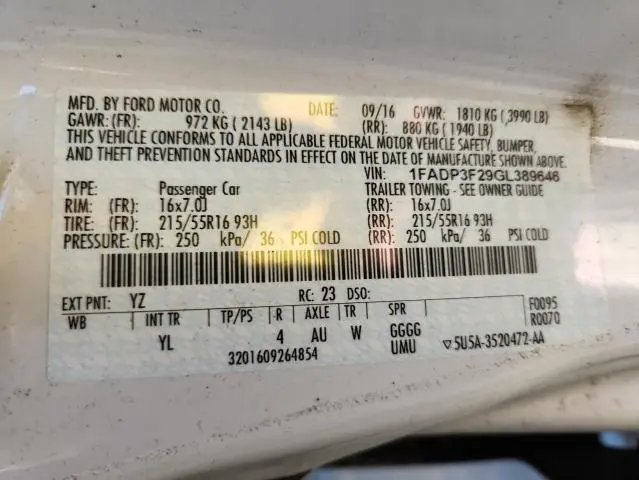 MFD. BY FORD MOTOR CO. DATE: 09/16 GVWR: 1810 KG ( 3990 LB)
GAWR: (FR): 972 KG ( 2143 LB) (RR): 880 KG ( 1940 LB)
THIS VEHICLE CONFORMS TO ALL APPLICABLE FEDERAL MOTOR VEHICLE SAFETY, BUMPER,
AND THEFT PREVENTION STANDARDS IN EFFECT ON THE DATE OF MANUFACTURE SHOWN ABOVE.
VIN: 1FADP3F29GL389646
TYPE: Passenger Car TRAILER TOWING - SEE OWNER GUIDE
RIM: (FR): 16x7.0J (RR): 16x7.0J
TIRE: (FR): 215/55R16 93H (RR): 215/55R16 93H
PRESSURE: (FR): 250 kPa/ 36 PSI COLD (RR): 250 kPa/ 36 PSI COLD
EXT PNT: YZ RC: 23 DSO: F0095
WB INT TR TP/PS R AXLE TR SPR R0070
YL 4 AU W GGGG
3201609264854 UMU ▽5U5A-3520472-AA